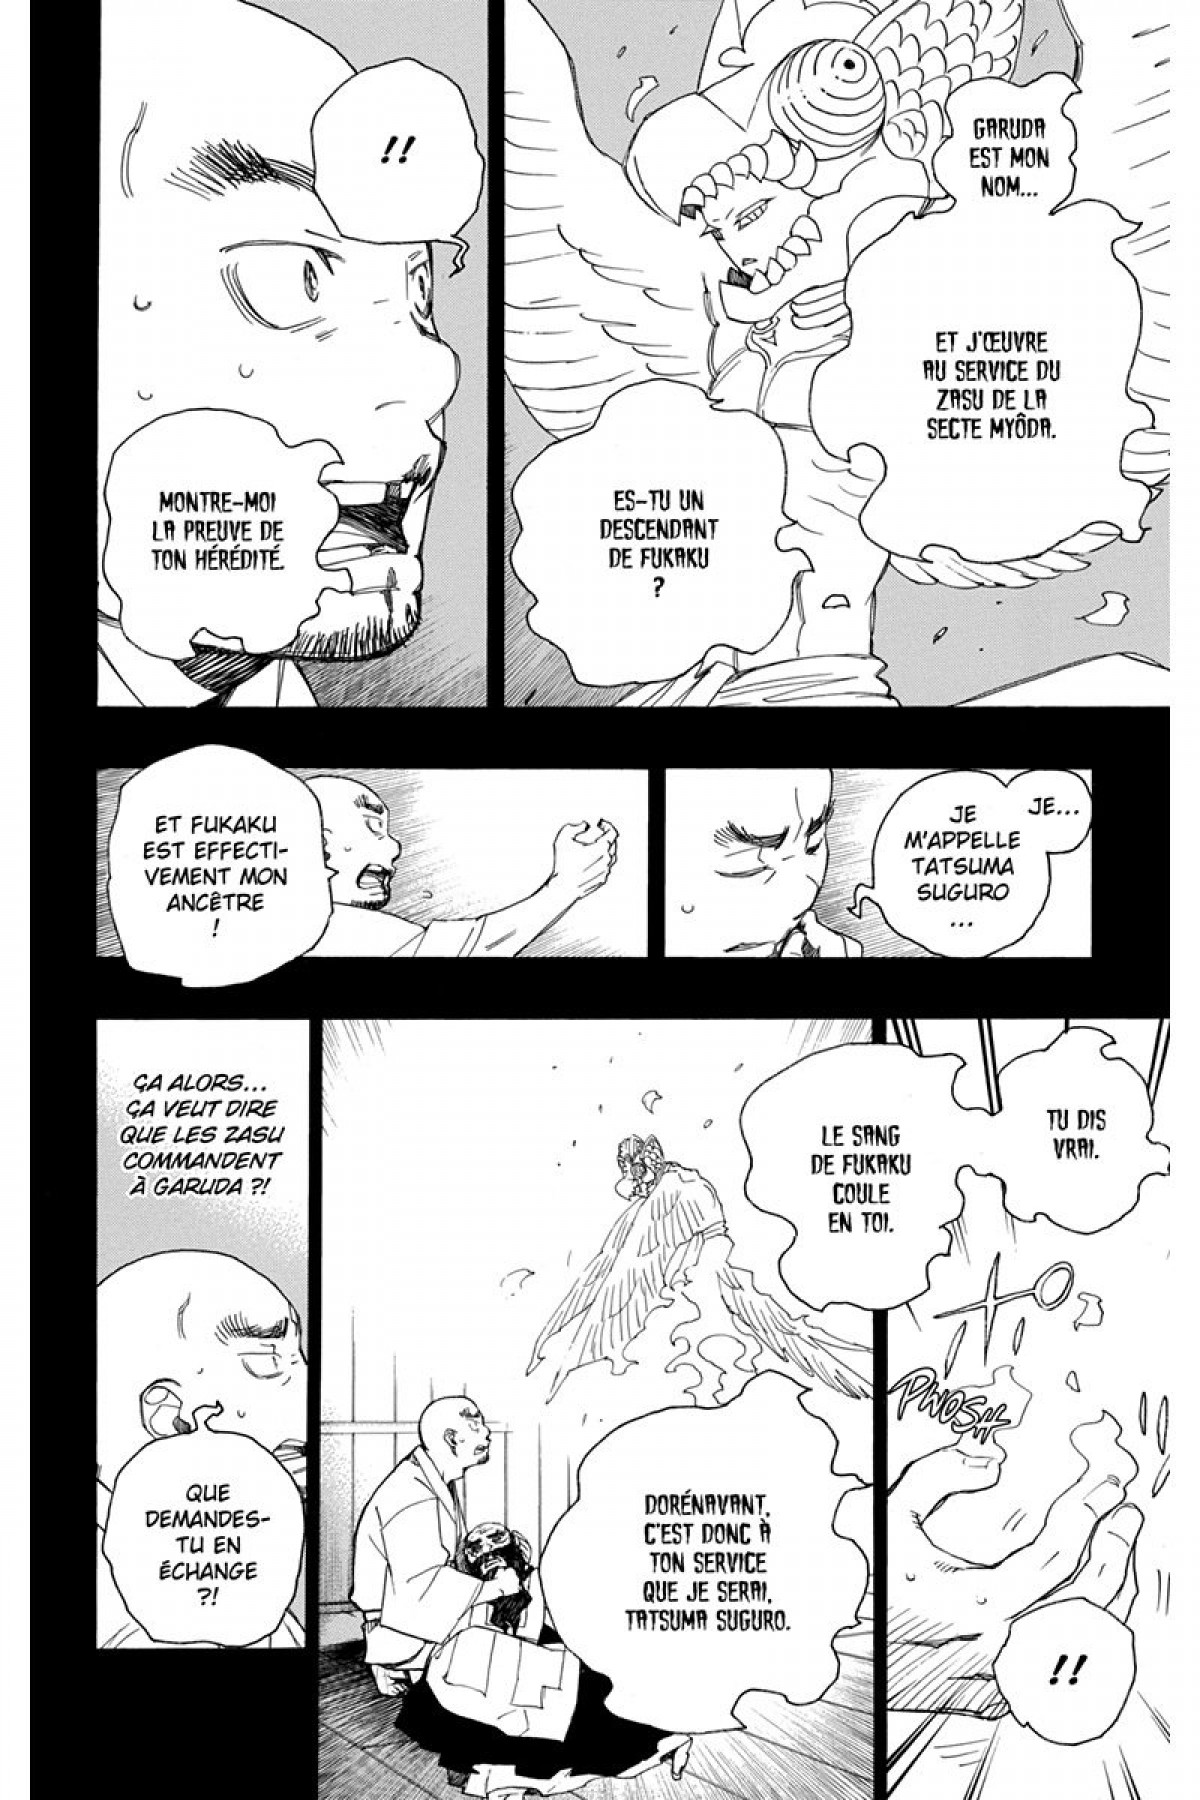 GARUDA
EST MON
NOM...
ET J'ŒUVRE
AU SERVICE DU
ZASU DE LA
SECTE MYÔDA.
ES-TU UN
DESCENDANT
DE FUKAKU
?
!!
MONTRE-MOI
LA PREUVE DE
TON HÉRÉDITÉ.
JE...
JE
M'APPELLE
TATSUMA
SUGURO
...
ET FUKAKU
EST EFFECTI-
VEMENT MON
ANCÊTRE
!
TU DIS
VRAI.
PWOSH
!!
LE SANG
DE FUKAKU
COULE
EN TOI.
DORÉNAVANT,
C'EST DONC À
TON SERVICE
QUE JE SERAI,
TATSUMA SUGURO.
ÇA ALORS...
ÇA VEUT DIRE
QUE LES ZASU
COMMANDENT
À GARUDA ?!
QUE
DEMANDES-
TU EN
ÉCHANGE
?!